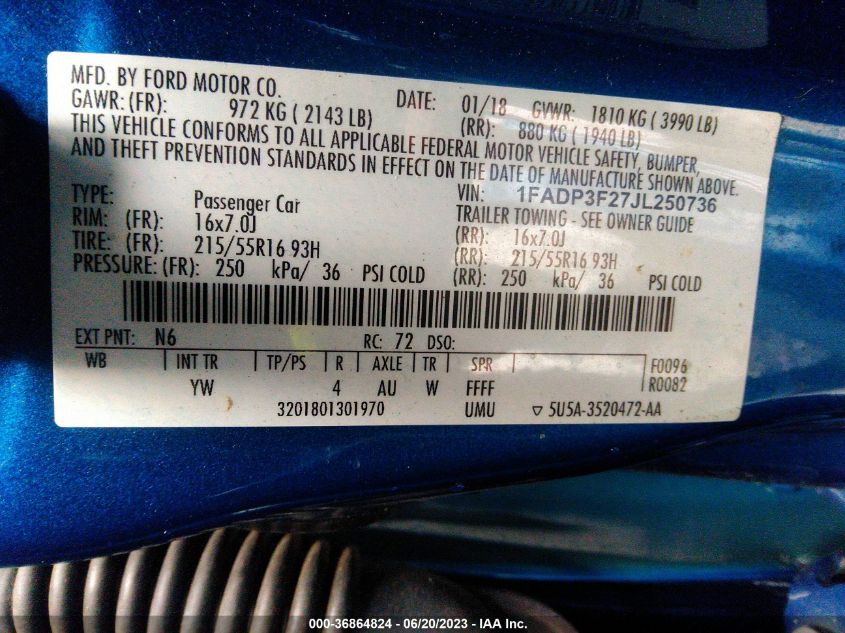 MFD. BY FORD MOTOR CO.
DATE: 01/18 GVWR: 1810 KG ( 3990 LB)
GAWR: (FR): 972 KG ( 2143 LB) (RR): 880 KG ( 1940 LB)
THIS VEHICLE CONFORMS TO ALL APPLICABLE FEDERAL MOTOR VEHICLE SAFETY, BUMPER,
AND THEFT PREVENTION STANDARDS IN EFFECT ON THE DATE OF MANUFACTURE SHOWN ABOVE.
VIN: 1FADP3F27JL250736
TYPE: Passenger Car TRAILER TOWING - SEE OWNER GUIDE
RIM: (FR): 16x7.0J (RR): 16x7.0J
TIRE: (FR): 215/55R16 93H (RR): 215/55R16 93H
PRESSURE: (FR): 250 kPa/ 36 PSI COLD (RR): 250 kPa/ 36 PSI COLD
EXT PNT: N6 RC: 72 DSO:
WB INT TR TP/PS R AXLE TR SPR F0096
YW 4 AU W FFFF R0082
3201801301970 UMU ▽ 5U5A-3520472-AA
000-36864824 - 06/20/2023 - IAA Inc.